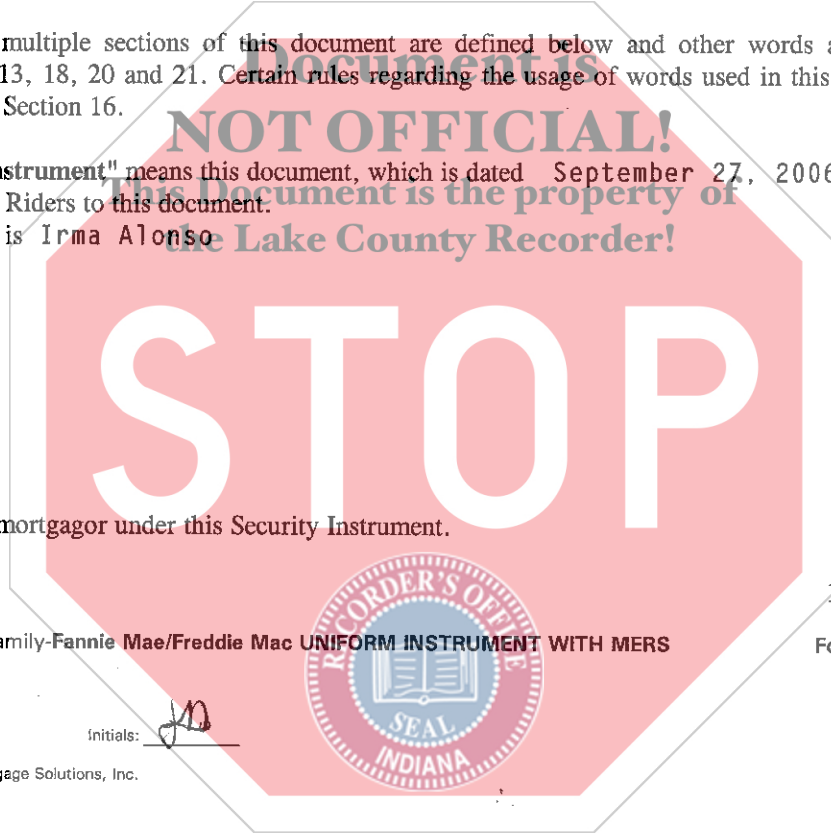 multiple sections of this document are defined below and other words
Document is
13, 18, 20 and 21. Certain rules regarding the usage of words used in this
Section 16.
NOT OFFICIAL!
strument" means this document, which is dated September 27, 2006
This Document is the property of
Riders to this document.
is Irma Alonso
the Lake County Recorder!
STOP
mortgagor under this Security Instrument.
RECORDER'S OFFICE
amily-Fannie Mae/Freddie Mac UNIFORM INSTRUMENT WITH MERS
Fo
SEAL
Initials:
INDIANA
gage Solutions, Inc.